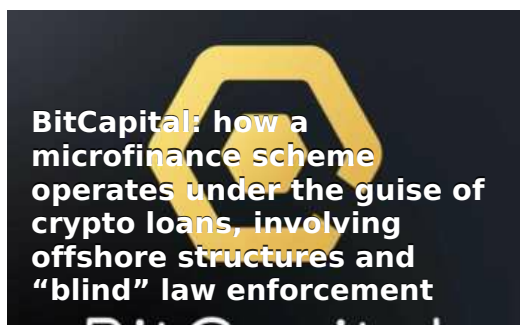 BitCapital: how a
microfinance scheme
operates under the guise of
crypto loans, involving
offshore structures and
“blind” law enforcement